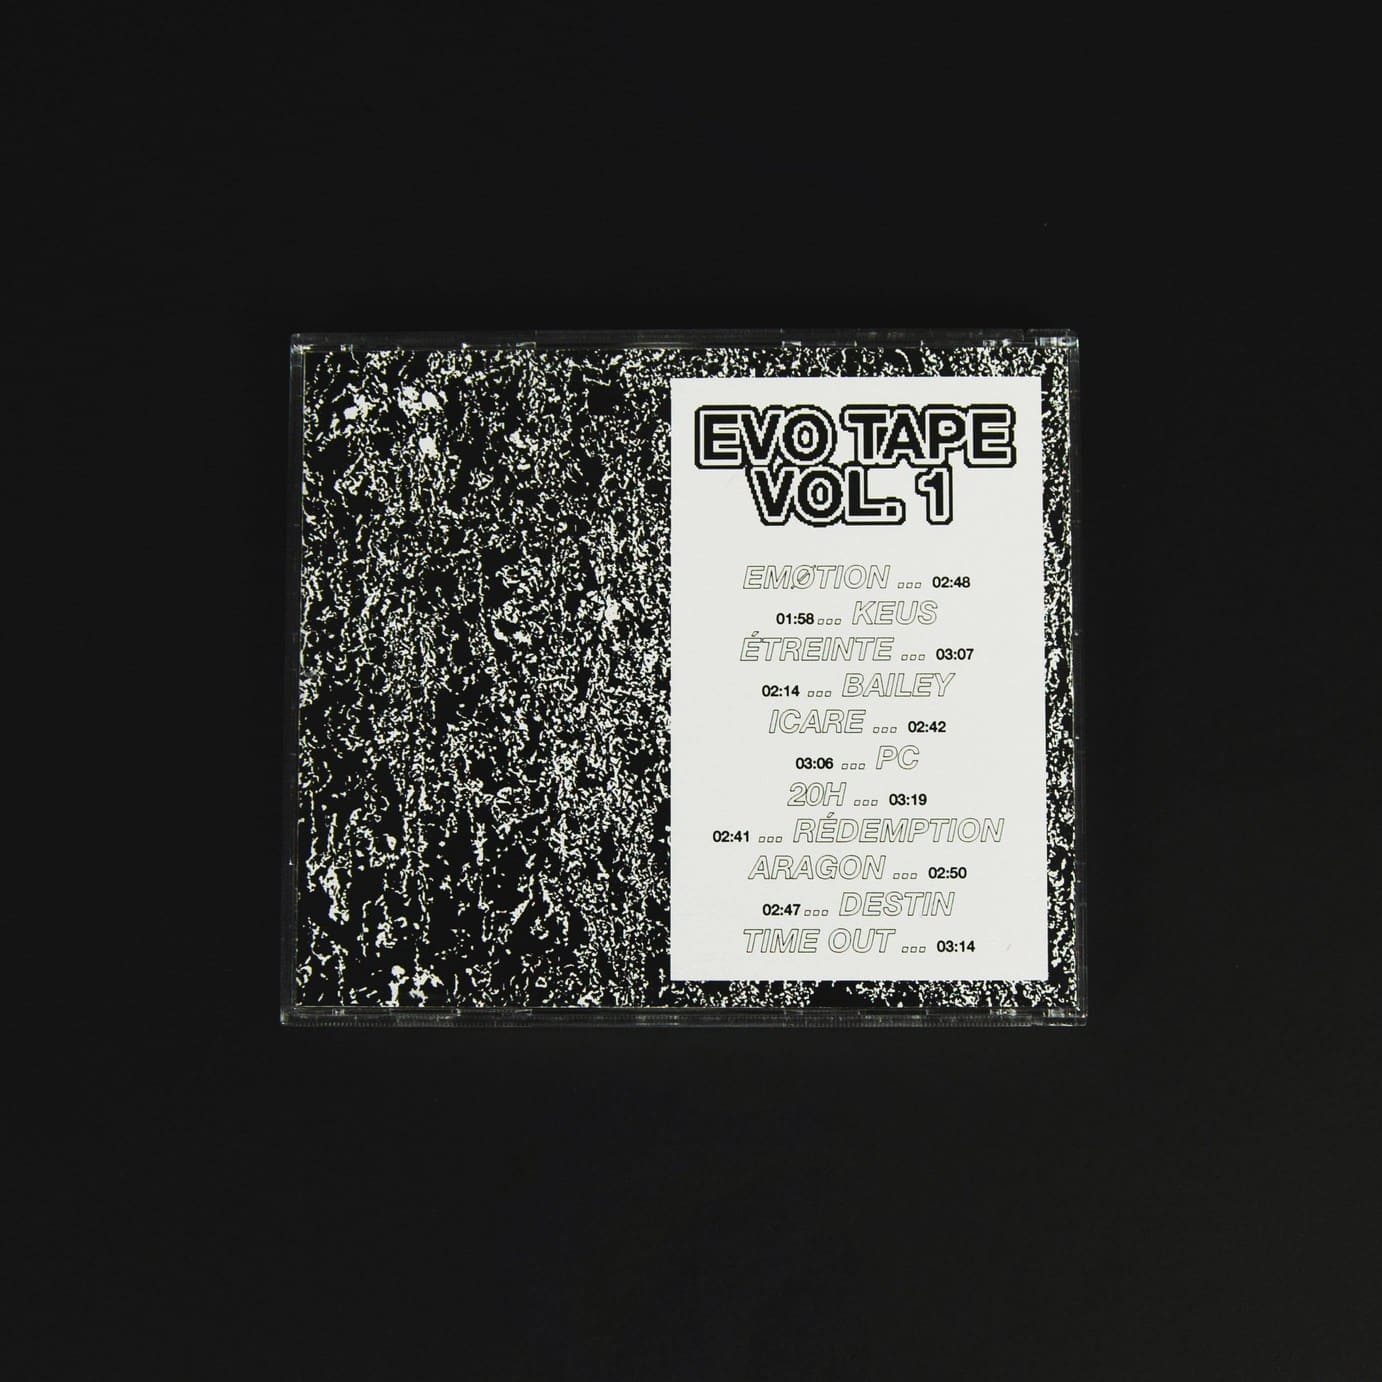 EVO TAPE
VOL. 1
EMØTION ... 02:48
01:58... KEUS
ÉTREINTE ... 03:07
02:14 ... BAILEY
ICARE ... 02:42
03:06 ... PC
20H ... 03:19
02:41 ... RÉDEMPTION
ARAGON ... 02:50
02:47... DESTIN
TIME OUT ... 03:14